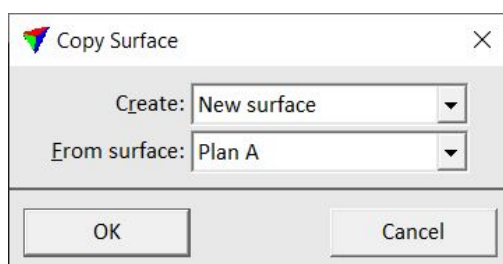 Copy Surface
Create: New surface
From surface: Plan A
OK Cancel